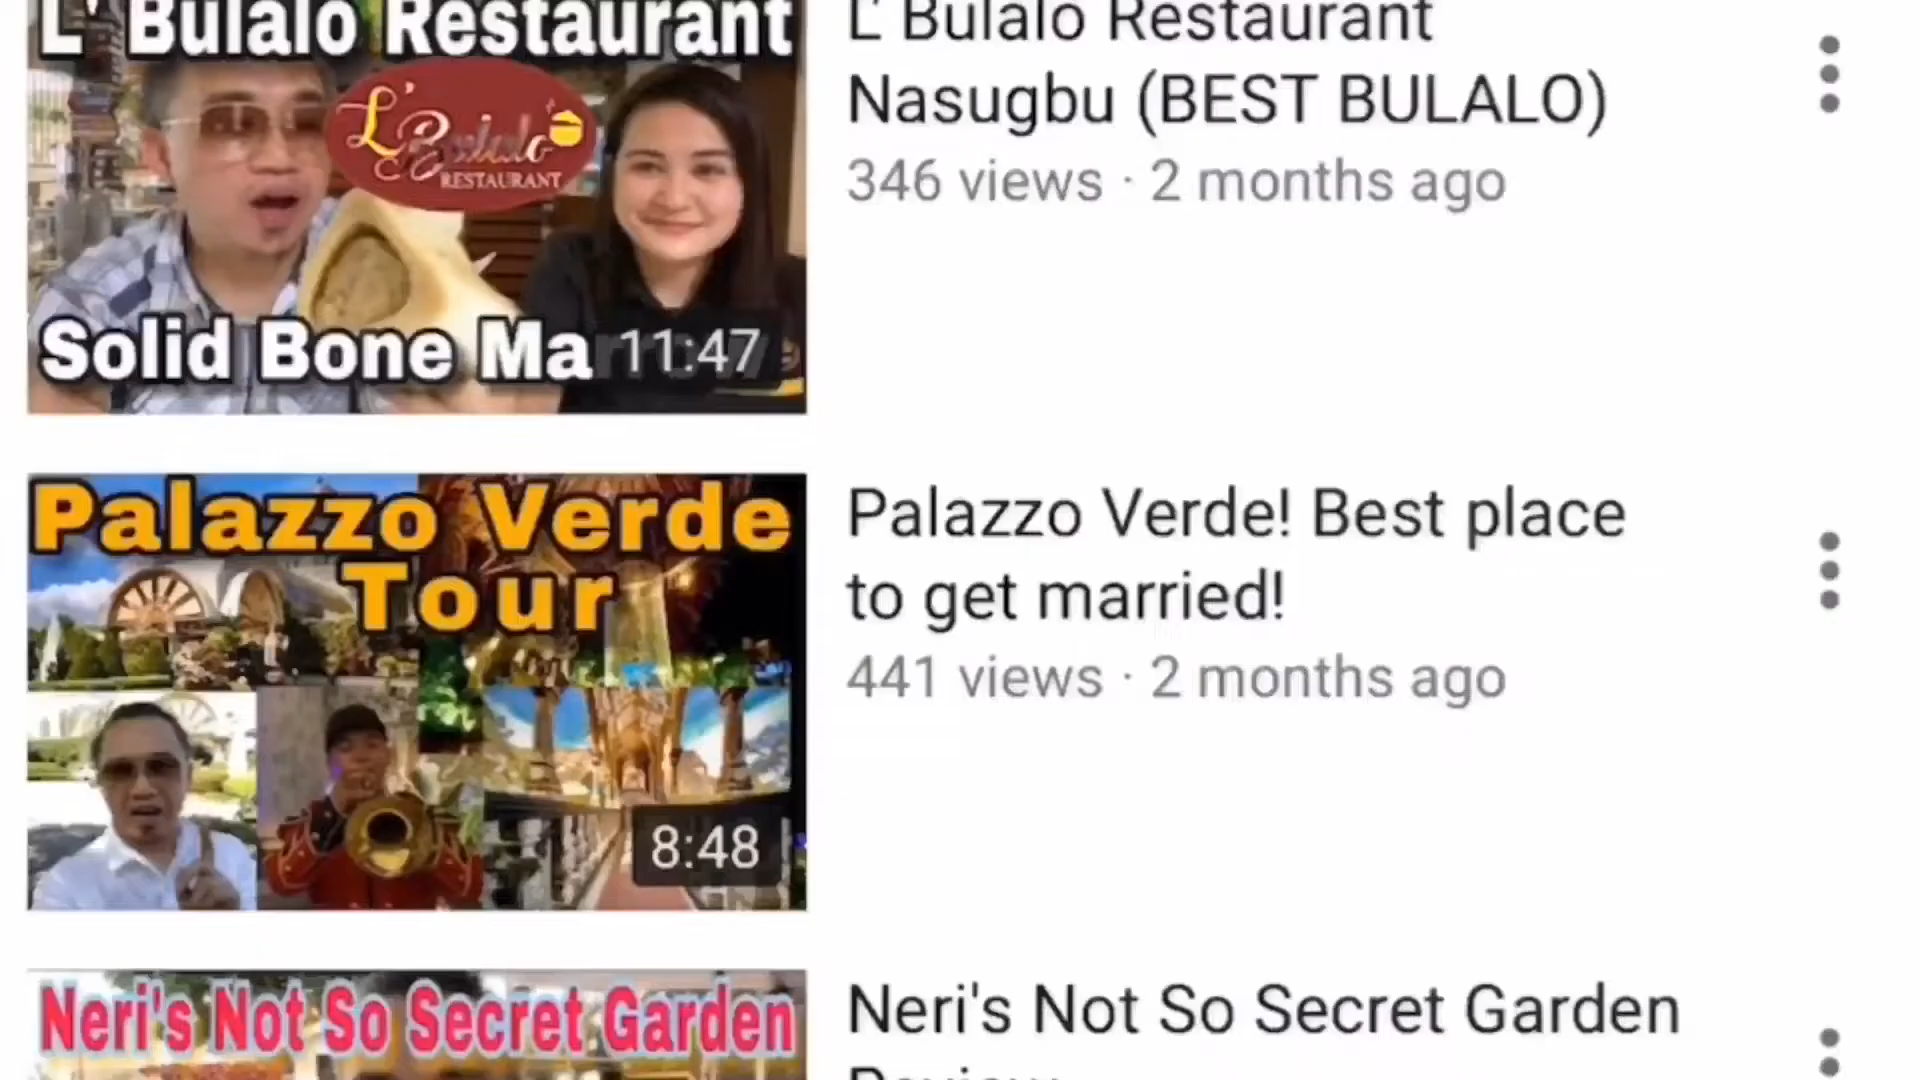 L' Bulalo Restaurant
L' Bulalo
RESTAURANT
Solid Bone Ma
11:47
L' Bulalo Restaurant
Nasugbu (BEST BULALO)
346 views · 2 months ago
Palazzo Verde
Tour
8:48
Palazzo Verde! Best place
to get married!
441 views · 2 months ago
Neri's Not So Secret Garden
Neri's Not So Secret Garden